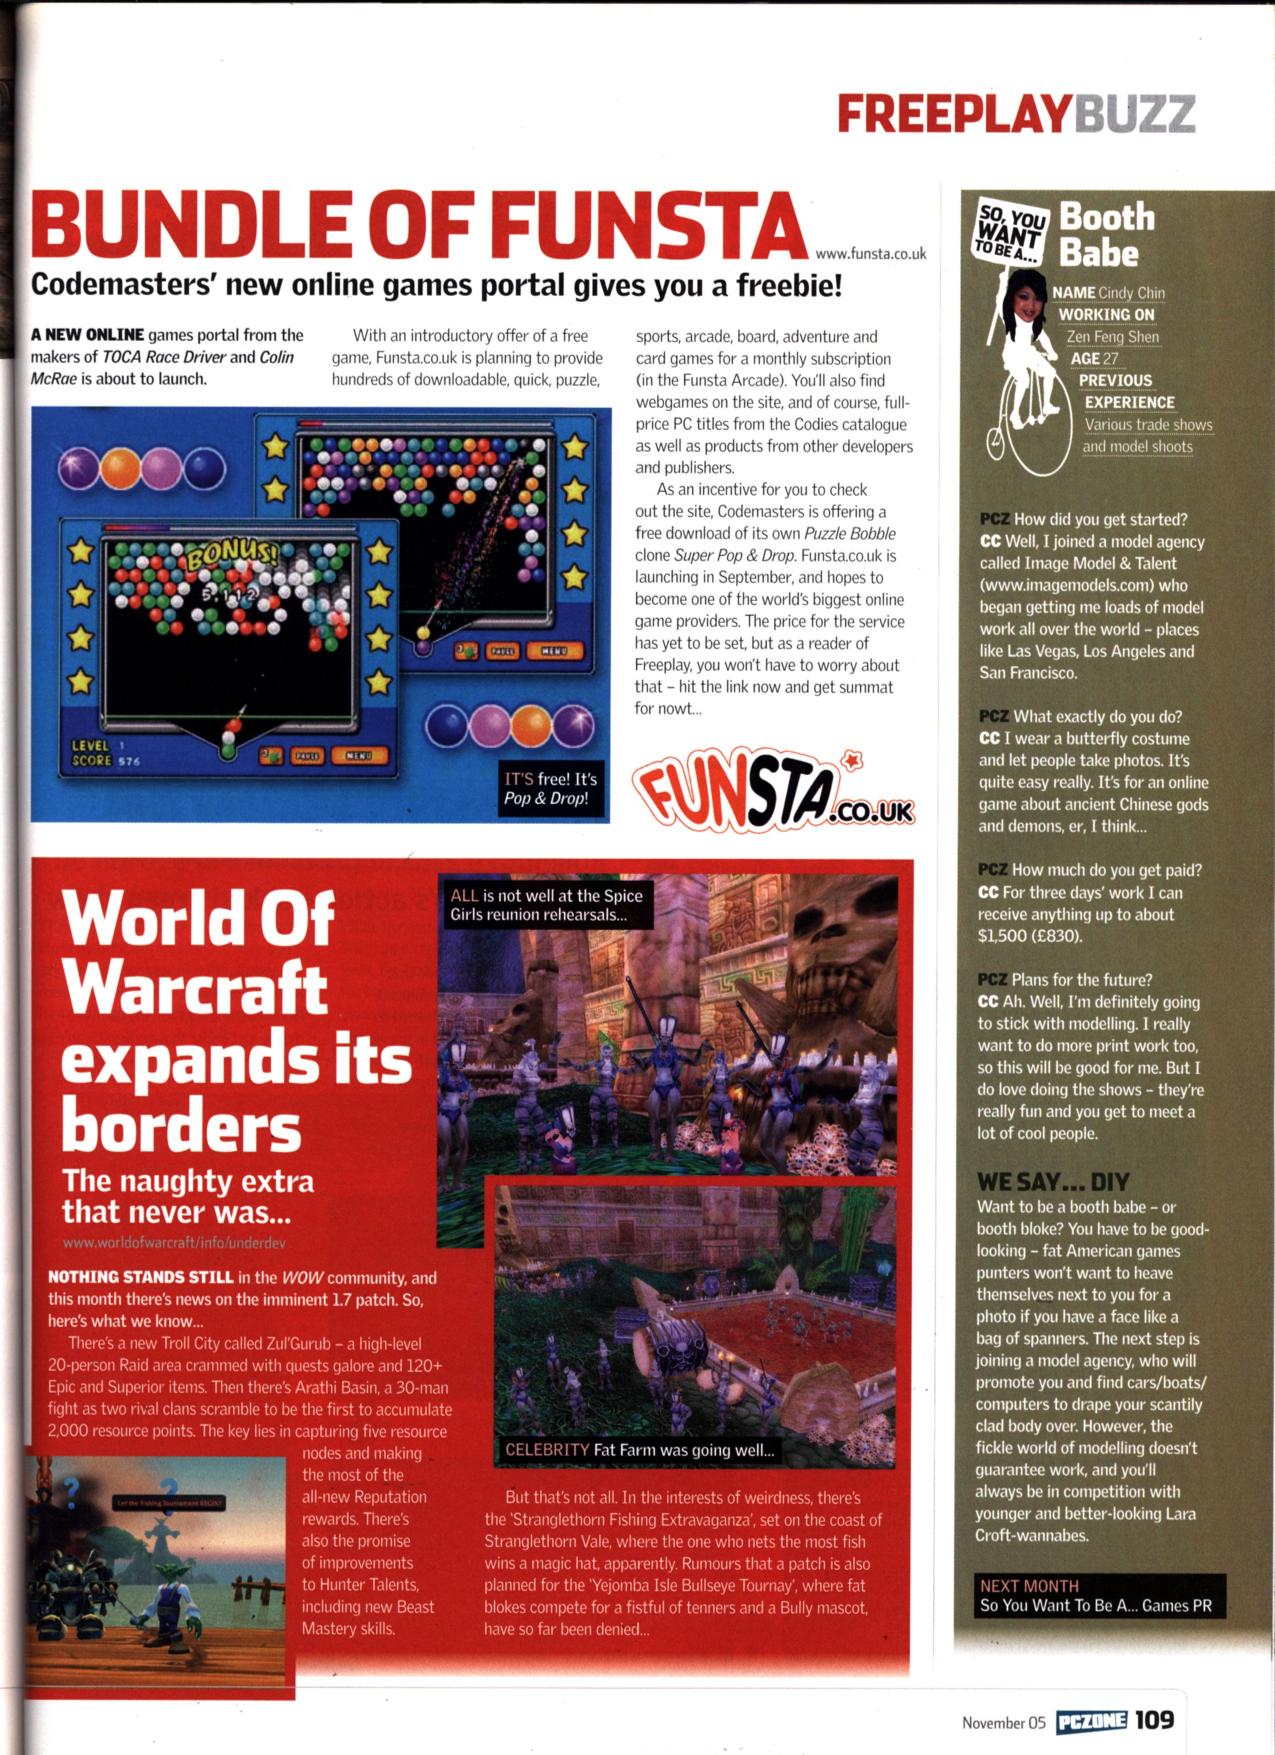 FREEPLAYBUZZ
BUNDLE OF FUNSTA
www.funsta.co.uk
Codemasters' new online games portal gives you a freebie!
A NEW ONLINE games portal from the
makers of TOCA Race Driver and Colin
McRae is about to launch.
With an introductory offer of a free
game, Funsta.co.uk is planning to provide
hundreds of downloadable, quick, puzzle,
sports, arcade, board, adventure and
card games for a monthly subscription
(in the Funsta Arcade). You'll also find
webgames on the site, and of course, full-
price PC titles from the Codies catalogue
as well as products from other developers
and publishers.
As an incentive for you to check
out the site, Codemasters is offering a
free download of its own Puzzle Bobble
clone Super Pop & Drop. Funsta.co.uk is
launching in September, and hopes to
become one of the world's biggest online
game providers. The price for the service
has yet to be set, but as a reader of
Freeplay, you won't have to worry about
that – hit the link now and get summat
for nowt...
BONUS!
5,112
PAUSE
MENU
LEVEL 1
SCORE 576
PAUSE
MENU
IT'S free! It's
Pop & Drop!
FUNSTA.CO.UK
World Of
Warcraft
expands its
borders
The naughty extra
that never was...
www.worldofwarcraft/info/underdev
NOTHING STANDS STILL in the WOW community, and
this month there's news on the imminent 1.7 patch. So,
here's what we know...
There's a new Troll City called Zul'Gurub – a high-level
20-person Raid area crammed with quests galore and 120+
Epic and Superior items. Then there's Arathi Basin, a 30-man
fight as two rival clans scramble to be the first to accumulate
2,000 resource points. The key lies in capturing five resource
nodes and making
the most of the
all-new Reputation
rewards. There's
also the promise
of improvements
to Hunter Talents,
including new Beast
Mastery skills.
Let the Fishing Tournament BEGIN!
ALL is not well at the Spice
Girls reunion rehearsals...
CELEBRITY Fat Farm was going well...
But that's not all. In the interests of weirdness, there's
the 'Stranglethorn Fishing Extravaganza', set on the coast of
Stranglethorn Vale, where the one who nets the most fish
wins a magic hat, apparently. Rumours that a patch is also
planned for the 'Yejomba Isle Bullseye Tournay', where fat
blokes compete for a fistful of tenners and a Bully mascot,
have so far been denied...
SO, YOU
WANT
TO BE A...
Booth
Babe
NAME Cindy Chin
WORKING ON
Zen Feng Shen
AGE 27
PREVIOUS
EXPERIENCE
Various trade shows
and model shoots
PCZ How did you get started?
CC Well, I joined a model agency
called Image Model & Talent
(www.imagemodels.com) who
began getting me loads of model
work all over the world – places
like Las Vegas, Los Angeles and
San Francisco.
PCZ What exactly do you do?
CC I wear a butterfly costume
and let people take photos. It's
quite easy really. It's for an online
game about ancient Chinese gods
and demons, er, I think...
PCZ How much do you get paid?
CC For three days' work I can
receive anything up to about
$1,500 (£830).
PCZ Plans for the future?
CC Ah. Well, I'm definitely going
to stick with modelling. I really
want to do more print work too,
so this will be good for me. But I
do love doing the shows – they're
really fun and you get to meet a
lot of cool people.
WE SAY... DIY
Want to be a booth babe – or
booth bloke? You have to be good-
looking – fat American games
punters won't want to heave
themselves next to you for a
photo if you have a face like a
bag of spanners. The next step is
joining a model agency, who will
promote you and find cars/boats/
computers to drape your scantily
clad body over. However, the
fickle world of modelling doesn't
guarantee work, and you'll
always be in competition with
younger and better-looking Lara
Croft-wannabes.
NEXT MONTH
So You Want To Be A... Games PR
November 05 PCZONE 109